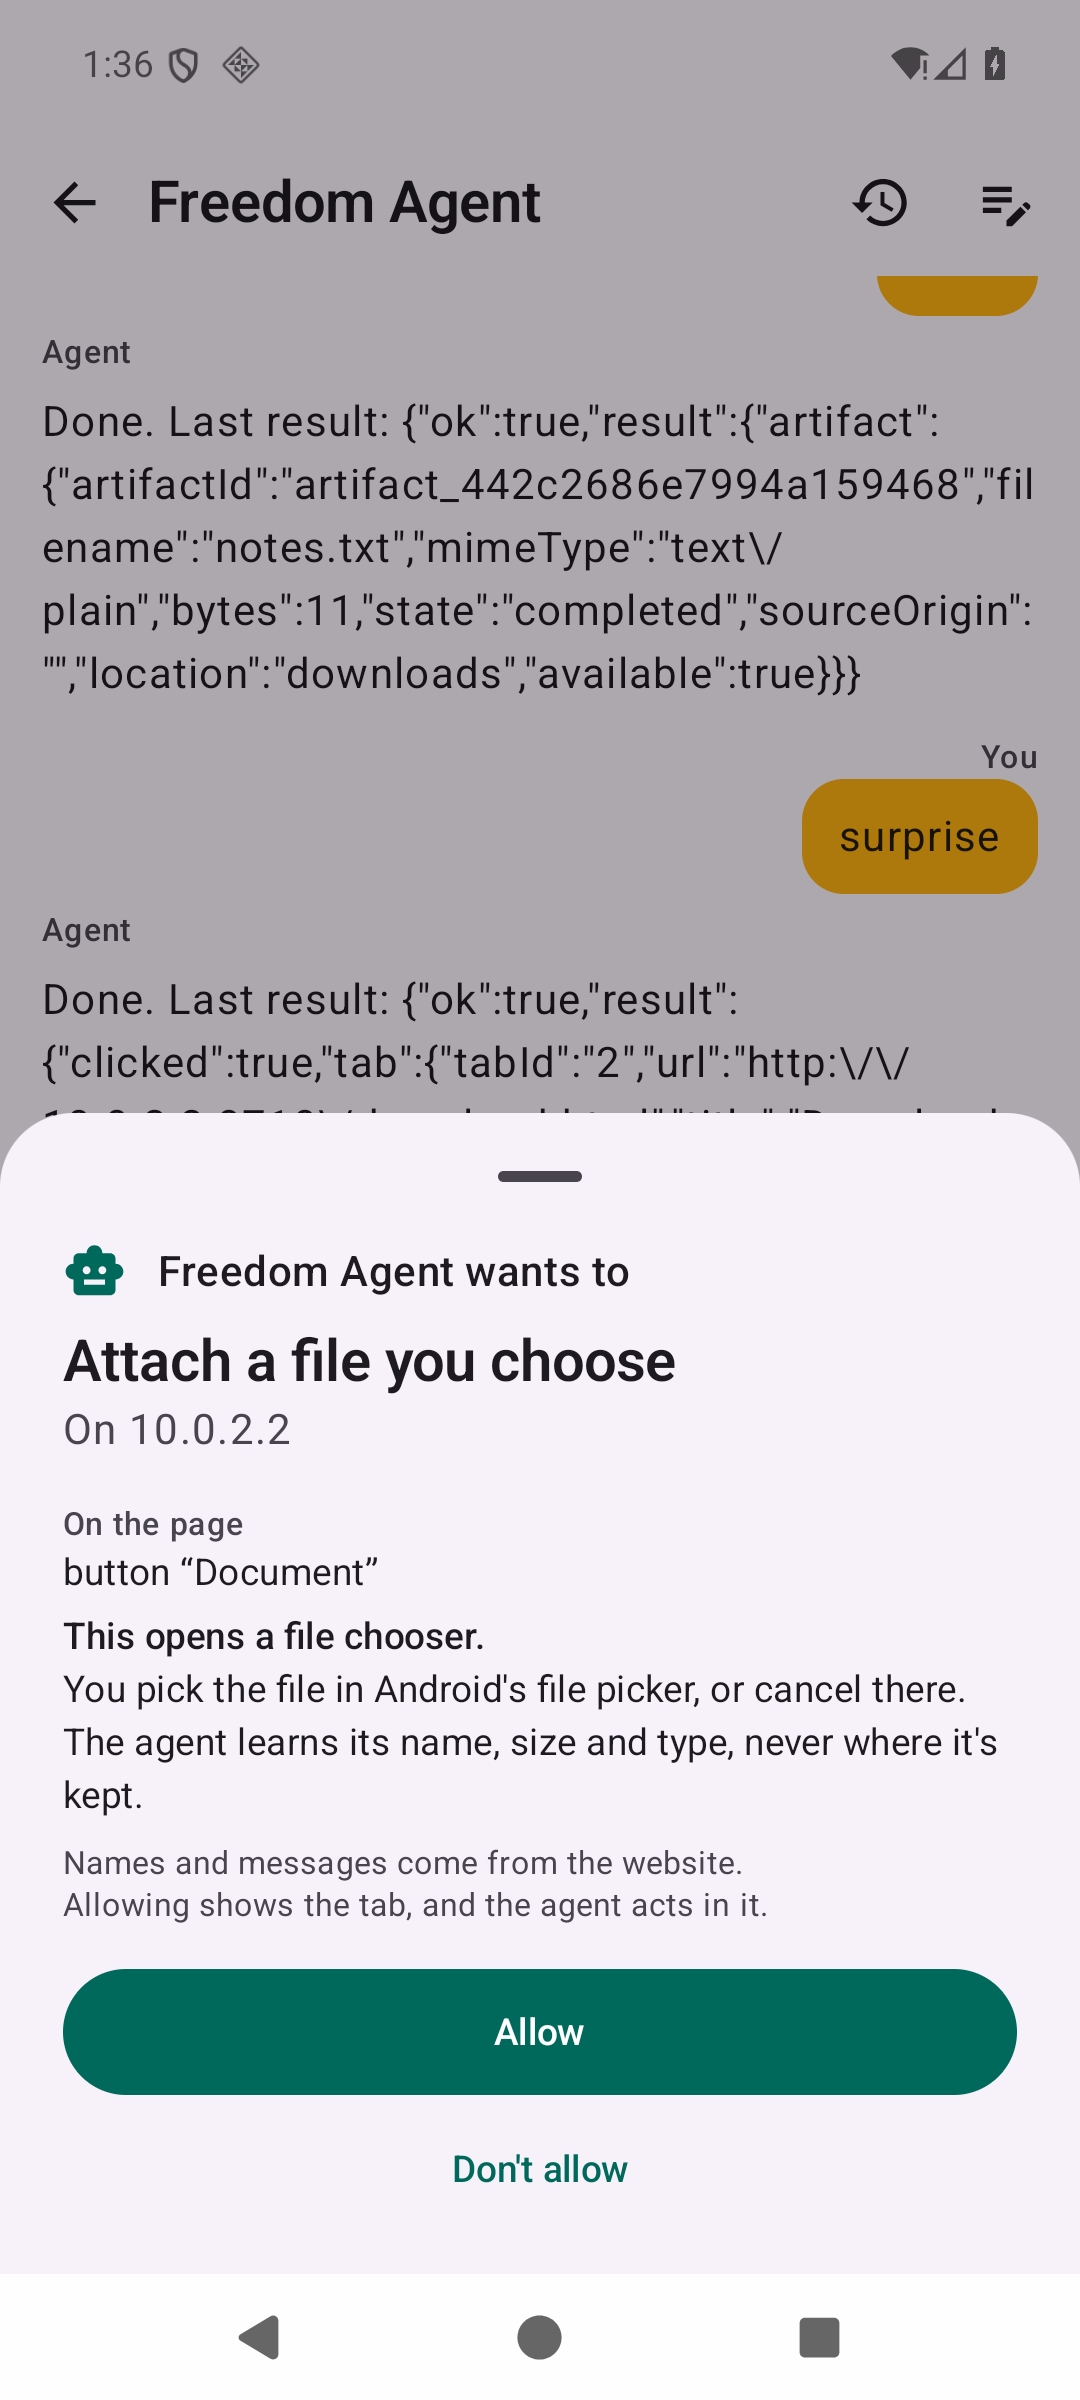 1:36
Freedom Agent
Agent
Done. Last result: {"ok":true,"result":{"artifact":
{"artifactId":"artifact_442c2686e7994a159468","fil
ename":"notes.txt","mimeType":"text\/
plain","bytes":11,"state":"completed","sourceOrigin":
"","location":"downloads","available":true}}}
You
surprise
Agent
Done. Last result: {"ok":true,"result":
{"clicked":true,"tab":{"tabId":"2","url":"http:\/\/
Freedom Agent wants to
Attach a file you choose
On 10.0.2.2
On the page
button “Document”
This opens a file chooser.
You pick the file in Android's file picker, or cancel there.
The agent learns its name, size and type, never where it's
kept.
Names and messages come from the website.
Allowing shows the tab, and the agent acts in it.
Allow
Don't allow